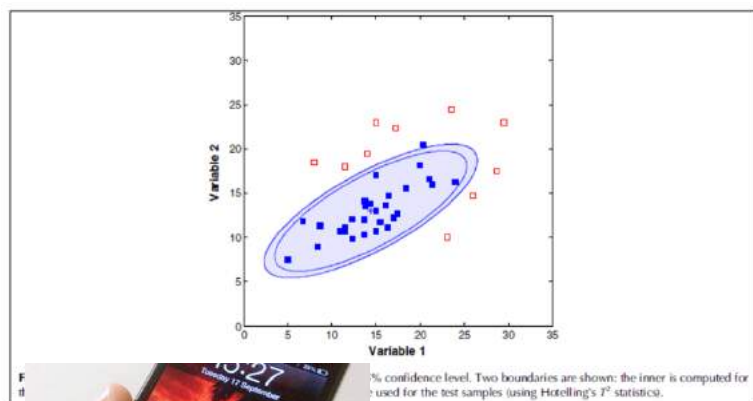 35
30
25
20
15
10
5
0
Variable 2
0 5 10 15 20 25 30 35
Variable 1
% confidence level. Two boundaries are shown: the inner is computed for
used for the test samples (using Hotelling's T² statistics).
:27
Tuesday 17 September